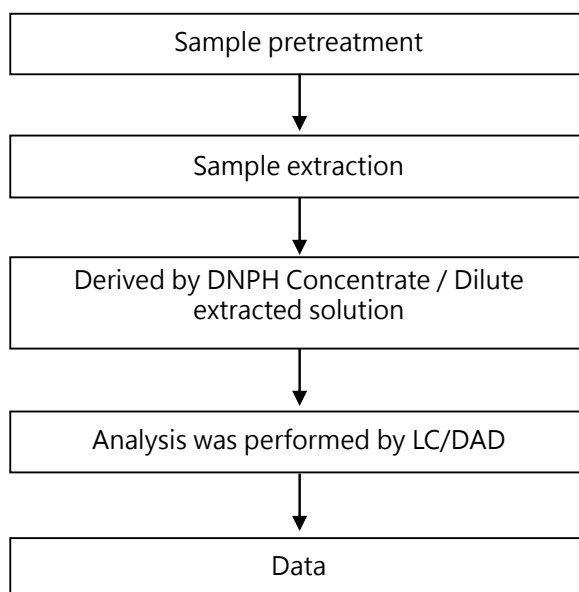 Sample pretreatment
Sample extraction
Derived by DNPH Concentrate / Dilute
extracted solution
Analysis was performed by LC/DAD
Data